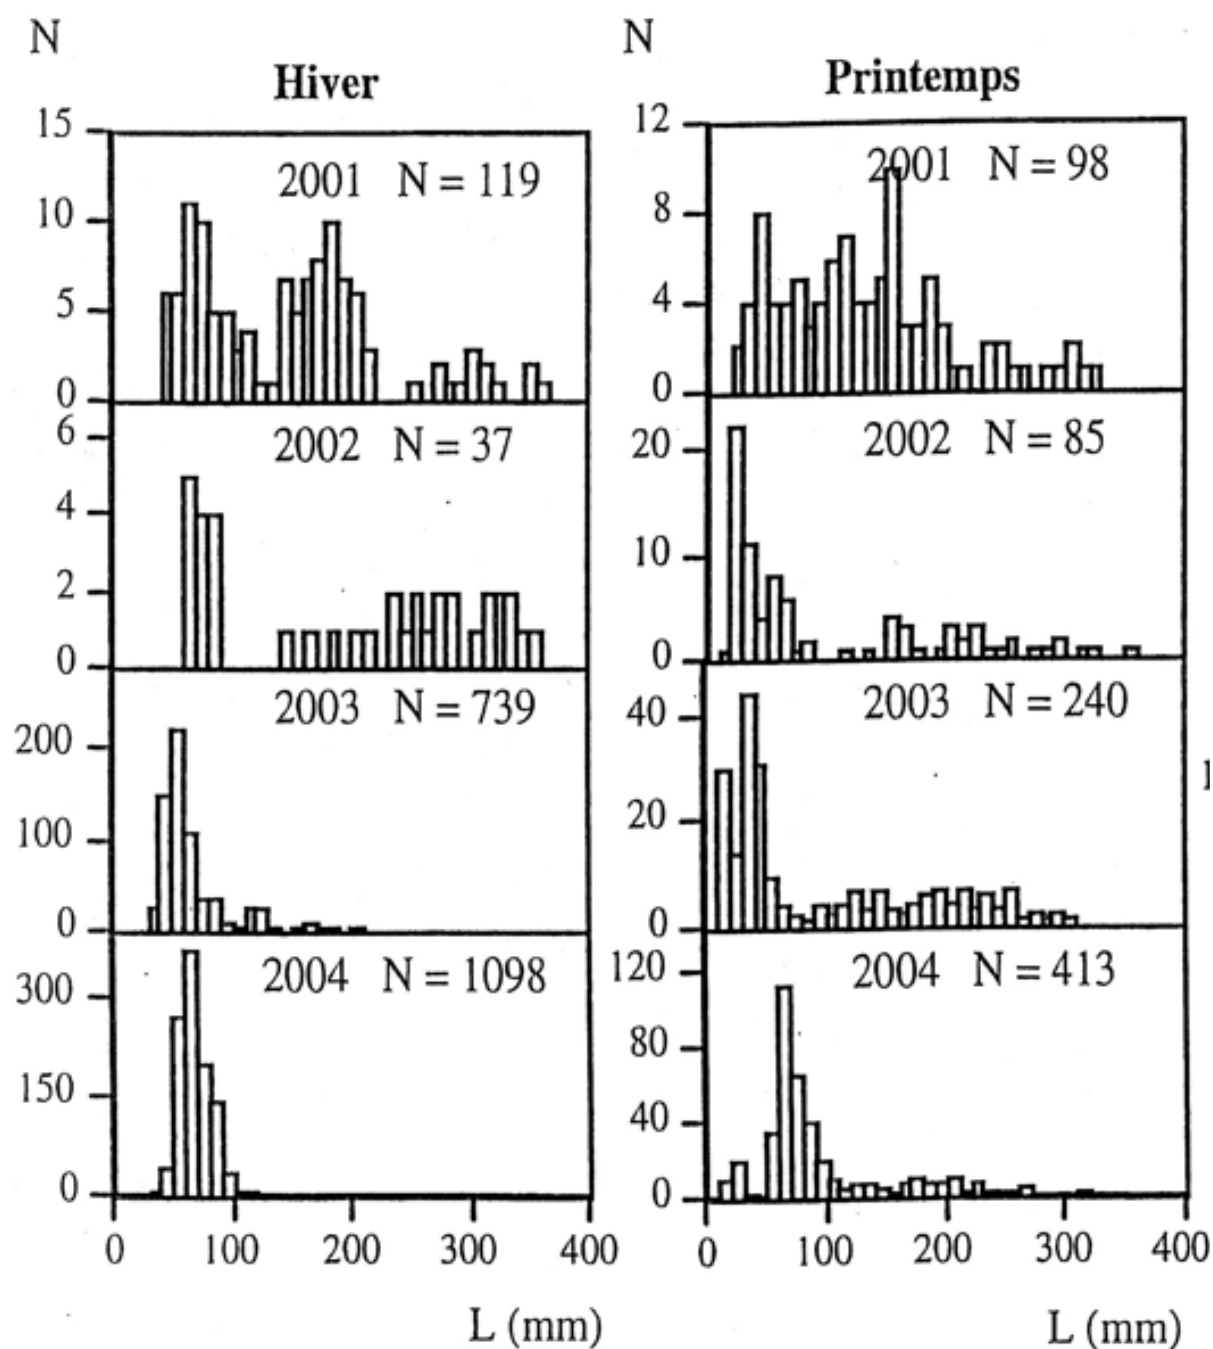 N
Hiver
15
10
5
0
2001 N = 119
6
4
2
0
2002 N = 37
200
100
0
2003 N = 739
300
150
0
2004 N = 1098
0 100 200 300 400
L (mm)
N
Printemps
12
8
4
0
2001 N = 98
20
10
0
2002 N = 85
40
20
0
2003 N = 240
120
80
40
0
2004 N = 413
0 100 200 300 400
L (mm)